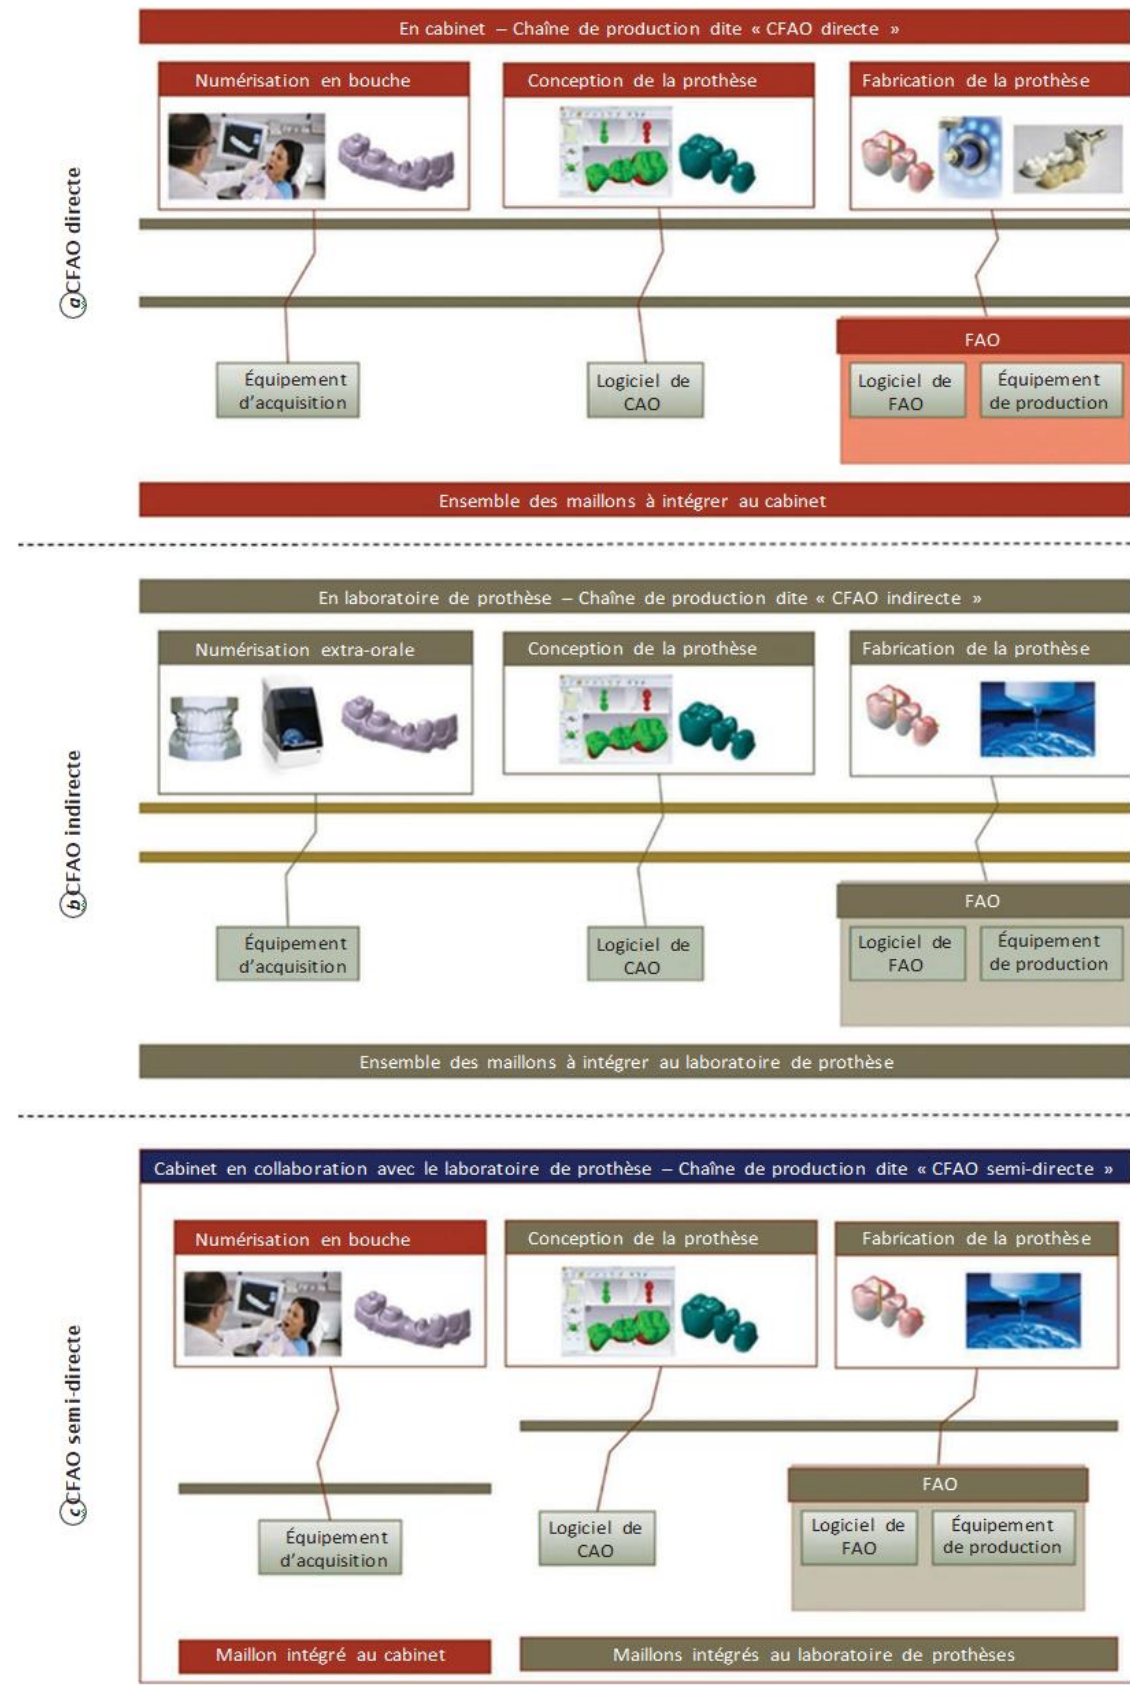 En cabinet – Chaîne de production dite « CFAO directe »
Numérisation en bouche
Conception de la prothèse
Fabrication de la prothèse
a CFAO directe
FAO
Équipement
d’acquisition
Logiciel de
CAO
Logiciel de
FAO
Équipement
de production
Ensemble des maillons à intégrer au cabinet
En laboratoire de prothèse – Chaîne de production dite « CFAO indirecte »
Numérisation extra-orale
Conception de la prothèse
Fabrication de la prothèse
b CFAO indirecte
FAO
Équipement
d’acquisition
Logiciel de
CAO
Logiciel de
FAO
Équipement
de production
Ensemble des maillons à intégrer au laboratoire de prothèse
Cabinet en collaboration avec le laboratoire de prothèse – Chaîne de production dite « CFAO semi-directe »
Numérisation en bouche
Conception de la prothèse
Fabrication de la prothèse
c CFAO semi-directe
FAO
Équipement
d’acquisition
Logiciel de
CAO
Logiciel de
FAO
Équipement
de production
Maillon intégré au cabinet
Maillons intégrés au laboratoire de prothèses